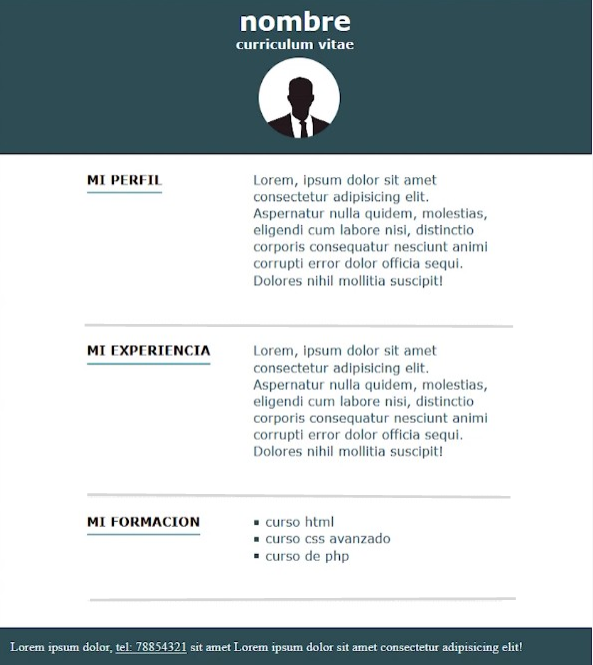 nombre
curriculum vitae
MI PERFIL
Lorem, ipsum dolor sit amet
consectetur adipisicing elit.
Aspernatur nulla quidem, molestias,
eligendi cum labore nisi, distinctio
corporis consequatur nesciunt animi
corrupti error dolor officia sequi.
Dolores nihil mollitia suscipit!
MI EXPERIENCIA
Lorem, ipsum dolor sit amet
consectetur adipisicing elit.
Aspernatur nulla quidem, molestias,
eligendi cum labore nisi, distinctio
corporis consequatur nesciunt animi
corrupti error dolor officia sequi.
Dolores nihil mollitia suscipit!
MI FORMACION
▪ curso html
▪ curso css avanzado
▪ curso de php
Lorem ipsum dolor, tel: 78854321 sit amet Lorem ipsum dolor sit amet consectetur adipisicing elit!